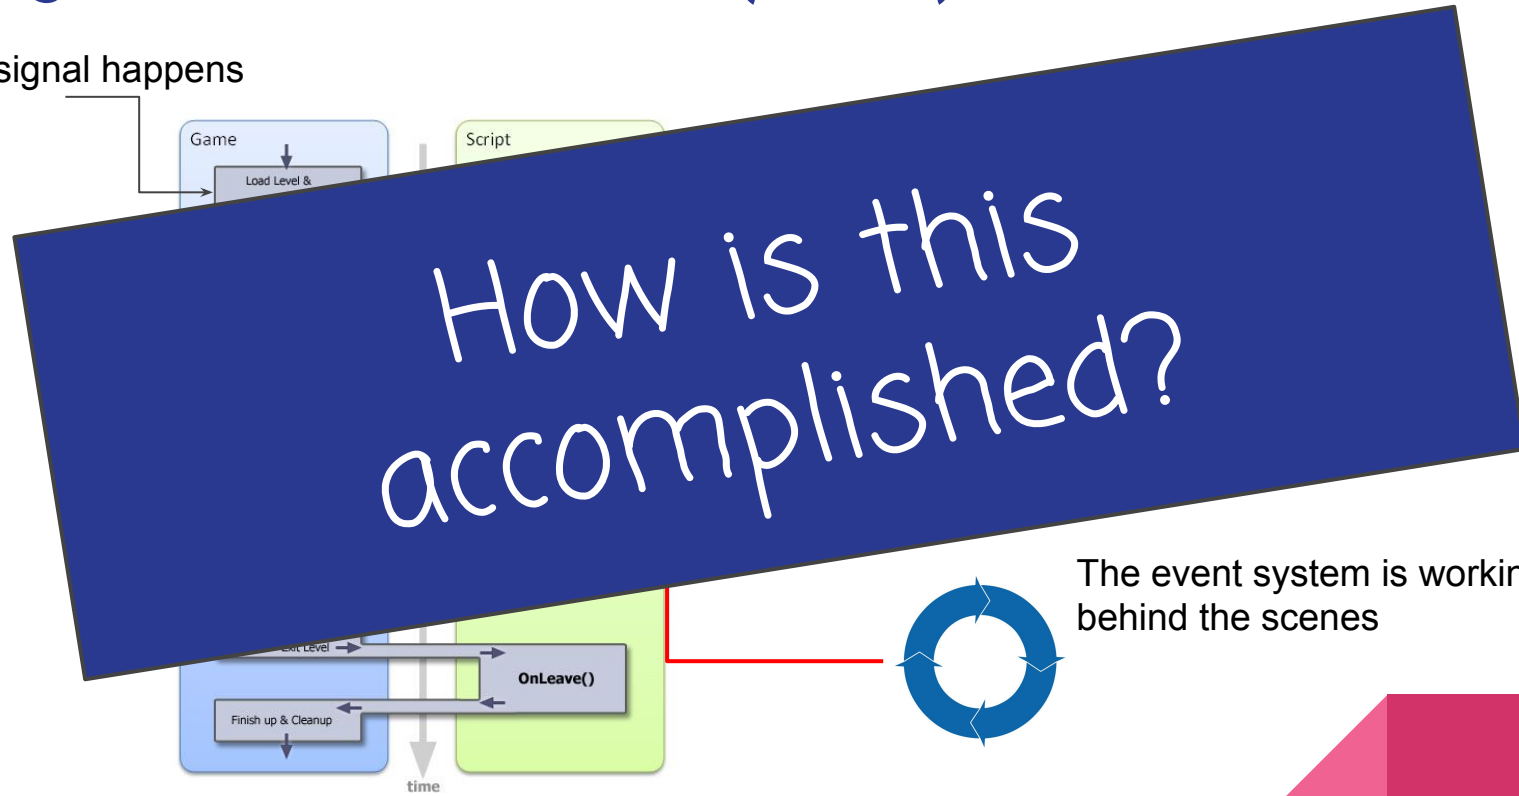 signal happens
Game
Script
Load Level &
How is this
accomplished?
The event system is workin
behind the scenes
Exit Level
OnLeave()
Finish up & Cleanup
time